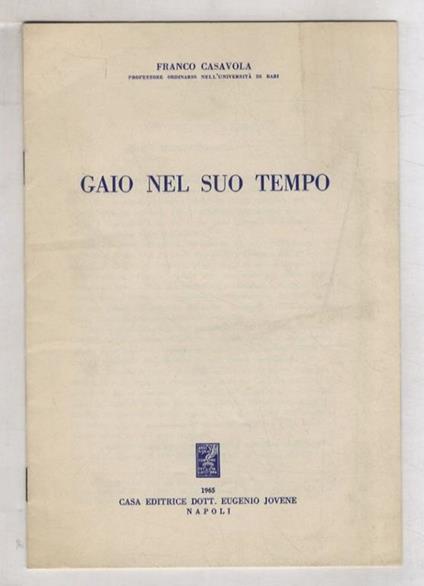 FRANCO CASAVOLA
PROFESSORE ORDINARIO NELL'UNIVERSITÀ DI BARI
GAIO NEL SUO TEMPO
1965
CASA EDITRICE DOTT. EUGENIO JOVENE
NAPOLI